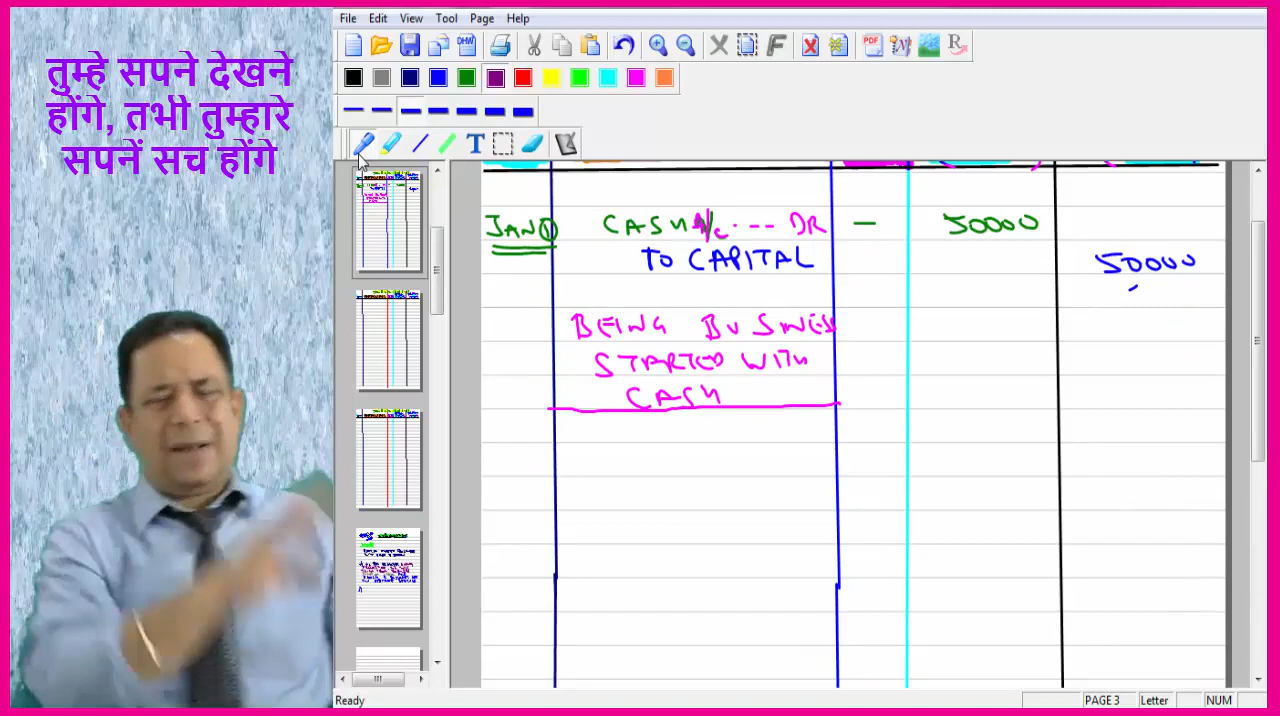 तुम्हे सपने देखने
होंगे, तभी तुम्हारे
सपनें सच होंगे
File Edit View Tool Page Help
JAN 1 CASH A/c --- DR — 50000
TO CAPITAL 50000
BEING BUSINESS
STARTED WITH
CASH
Ready PAGE 3 Letter NUM